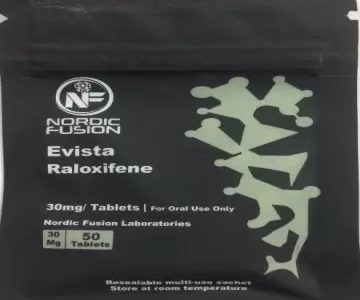 NF
NORDIC
FUSION
Evista
Raloxifene
30mg/ Tablets | For Oral Use Only
Nordic Fusion Laboratories
30 Mg 50 Tablets
Resealable multi-use sachet
Store at room temperature